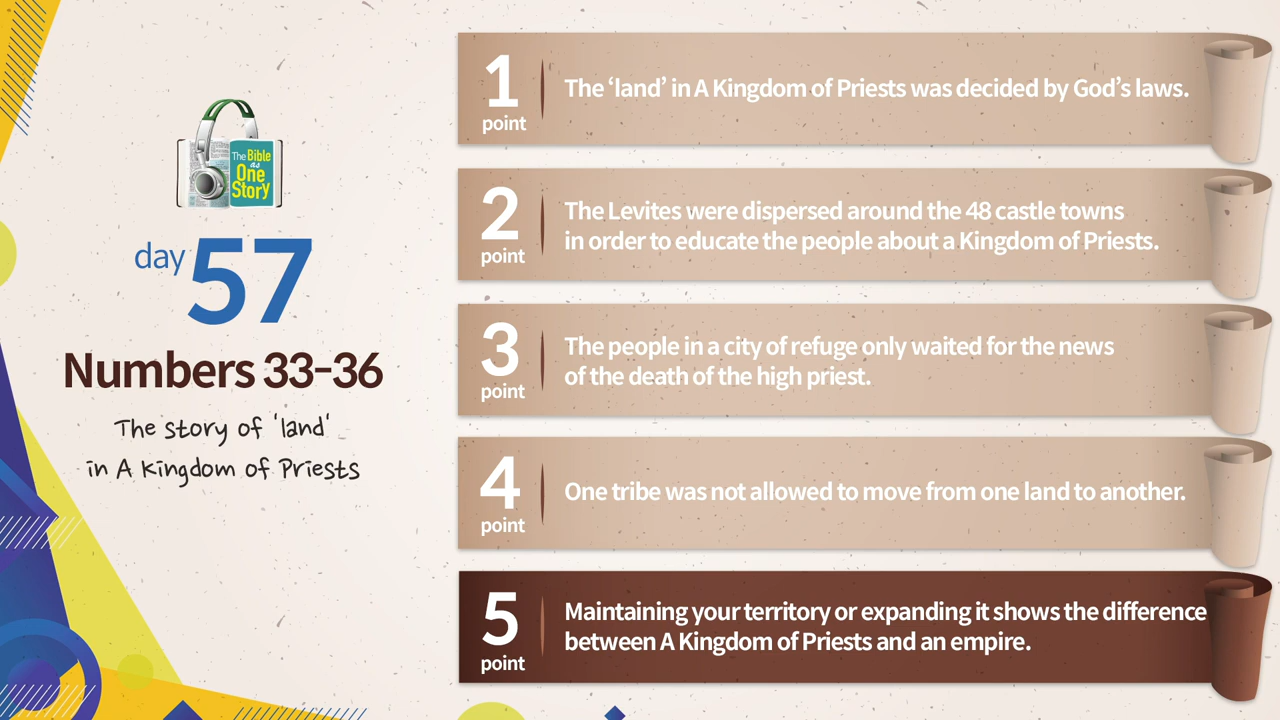 The Bible
as
One
Story
day 57
Numbers 33-36
The story of 'land'
in A Kingdom of Priests
1
point
The ‘land’ in A Kingdom of Priests was decided by God’s laws.
2
point
The Levites were dispersed around the 48 castle towns
in order to educate the people about a Kingdom of Priests.
3
point
The people in a city of refuge only waited for the news
of the death of the high priest.
4
point
One tribe was not allowed to move from one land to another.
5
point
Maintaining your territory or expanding it shows the difference
between A Kingdom of Priests and an empire.